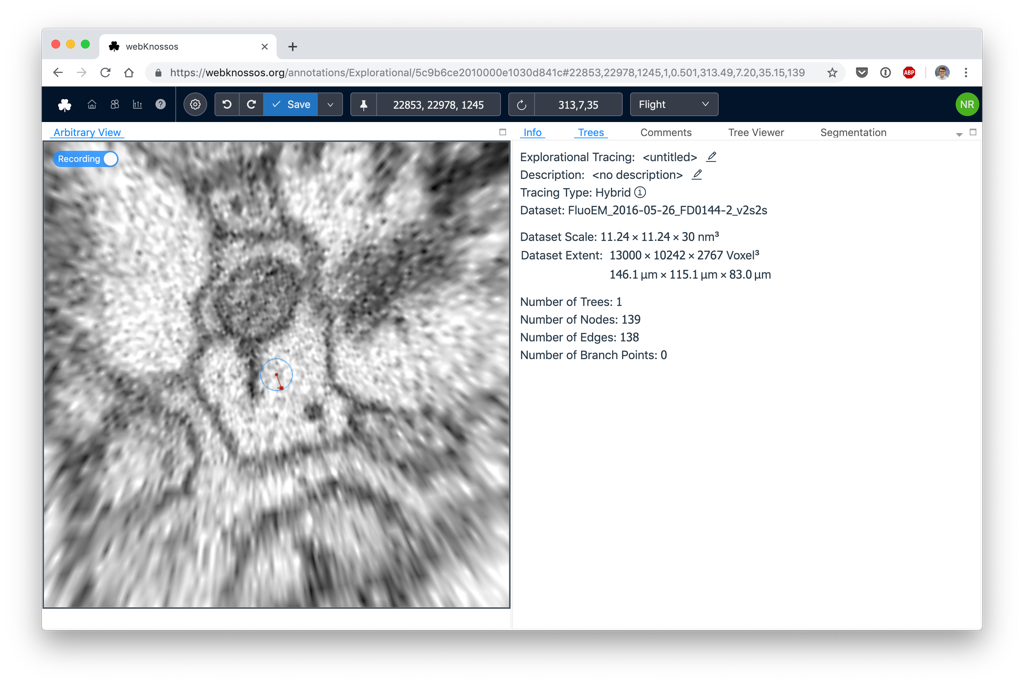 webKnossos
https://webknossos.org/annotations/Explorational/5c9b6ce2010000e1030d841c#22853,22978,1245,1,0.501,313.49,7.20,35.15,139
ABP
Save
22853, 22978, 1245
313,7,35
Flight
NR
Arbitrary View
Info Trees Comments Tree Viewer Segmentation
Recording
Explorational Tracing: <untitled>
Description: <no description>
Tracing Type: Hybrid
Dataset: FluoEM_2016-05-26_FD0144-2_v2s2s
Dataset Scale: 11.24 × 11.24 × 30 nm³
Dataset Extent: 13000 × 10242 × 2767 Voxel³
146.1 µm × 115.1 µm × 83.0 µm
Number of Trees: 1
Number of Nodes: 139
Number of Edges: 138
Number of Branch Points: 0